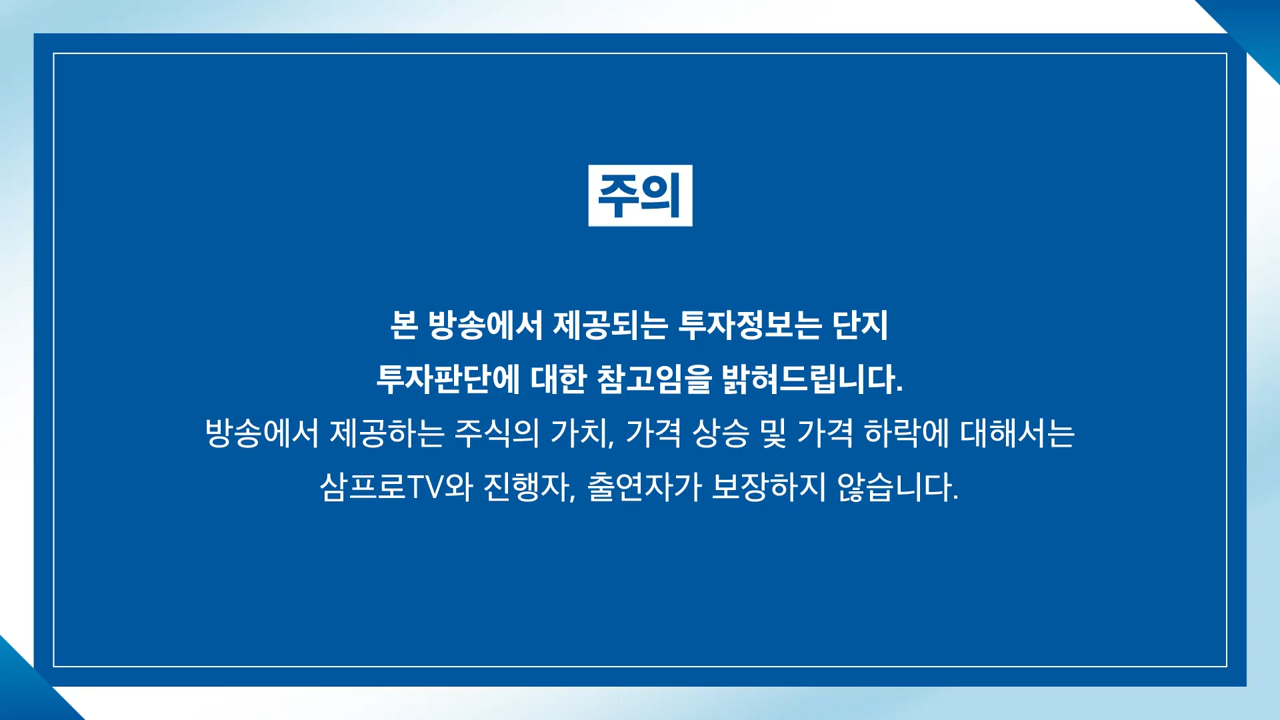 주의
본 방송에서 제공되는 투자정보는 단지
투자판단에 대한 참고임을 밝혀드립니다.
방송에서 제공하는 주식의 가치, 가격 상승 및 가격 하락에 대해서는
삼프로TV와 진행자, 출연자가 보장하지 않습니다.